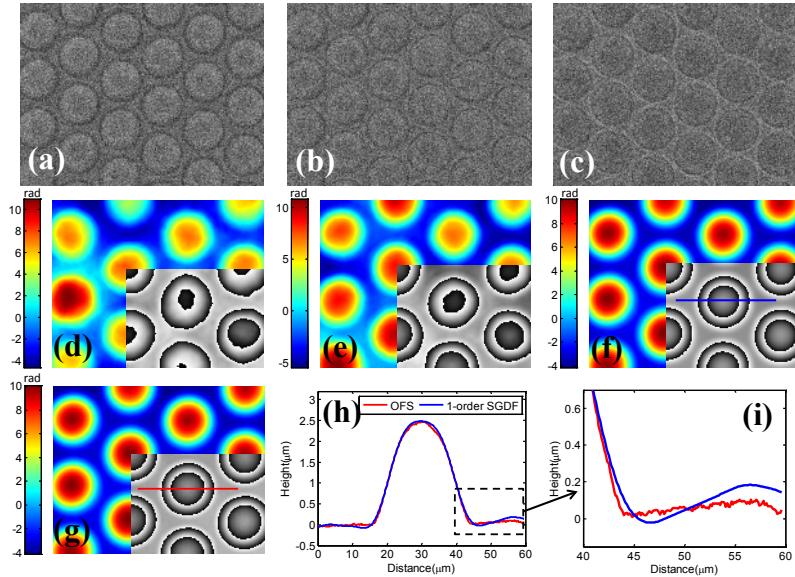 (a)
(b)
(c)
rad
10
8
6
4
2
0
-2
-4
(d)
rad
10
5
0
-5
(e)
rad
10
8
6
4
2
0
-2
-4
(f)
rad
10
8
6
4
2
0
-2
-4
(g)
(h)
OFS
1-order SGDF
Height(μm)
3
2.5
2
1.5
1
0.5
0
-0.5
0 10 20 30 40 50 60
Distance(μm)
(i)
Height(μm)
0.6
0.4
0.2
0
40 45 50 55 60
Distance(μm)